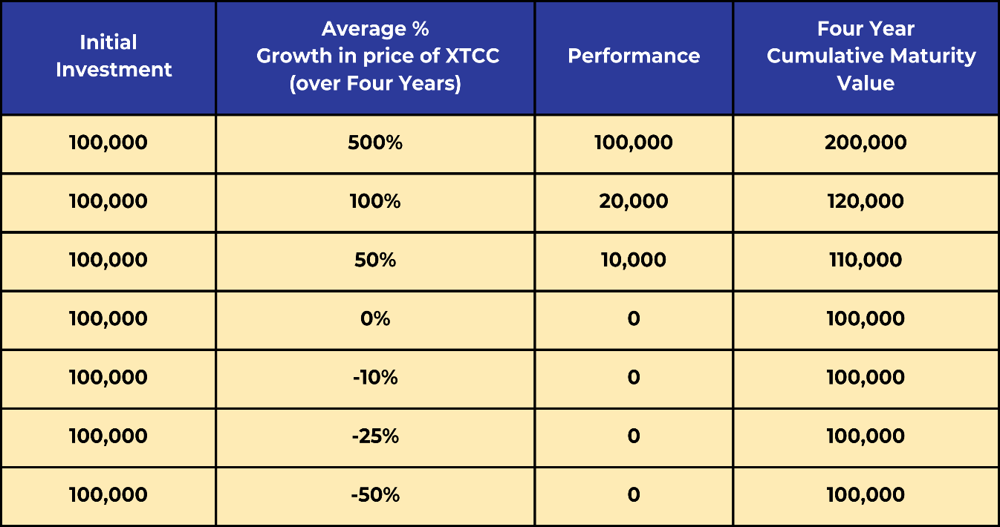 Initial
Investment
Average %
Growth in price of XTCC
(over Four Years)
Performance
Four Year
Cumulative Maturity
Value
100,000 500% 100,000 200,000
100,000 100% 20,000 120,000
100,000 50% 10,000 110,000
100,000 0% 0 100,000
100,000 -10% 0 100,000
100,000 -25% 0 100,000
100,000 -50% 0 100,000